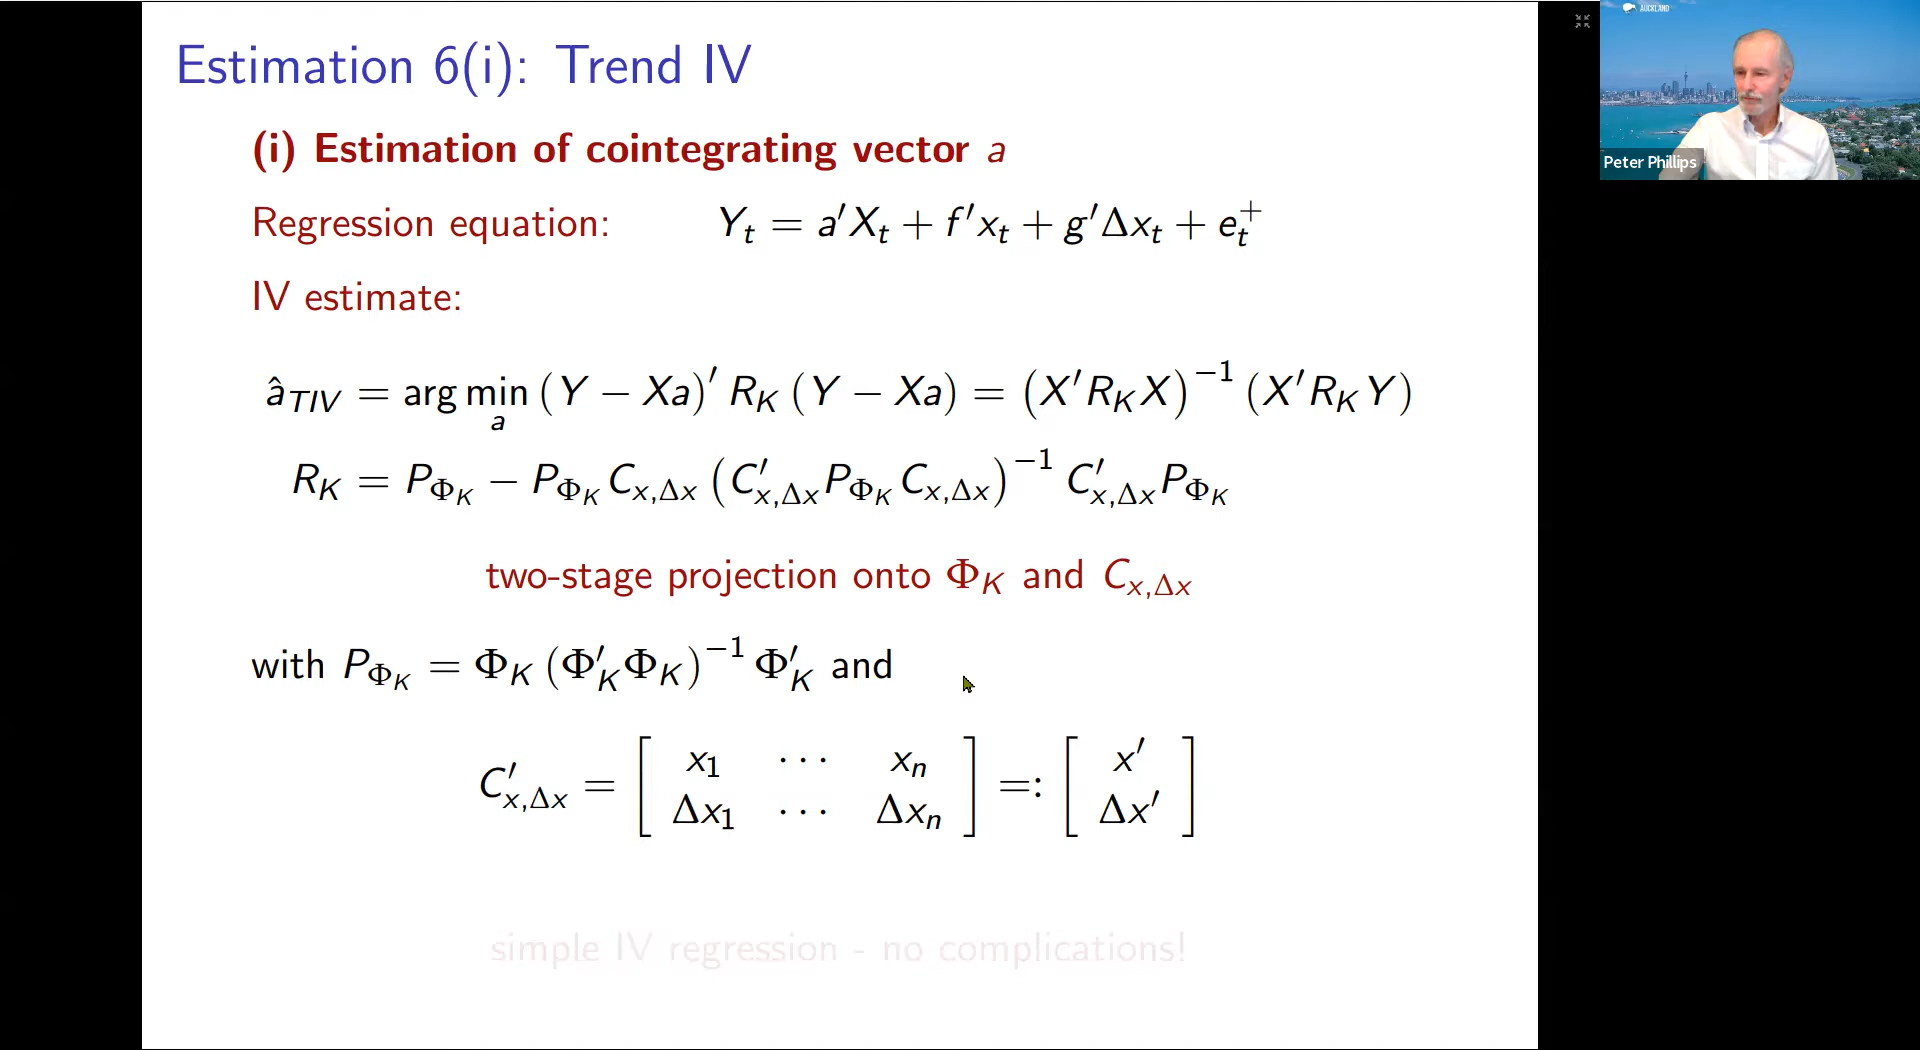 Estimation 6(i): Trend IV
(i) Estimation of cointegrating vector a
Regression equation: Y_t = a′X_t + f′x_t + g′Δx_t + e_t^+
IV estimate:
â_{TIV} = arg min_a (Y − Xa)′ R_K (Y − Xa) = (X′R_K X)^{−1} (X′R_K Y)
R_K = P_{Φ_K} − P_{Φ_K} C_{x,Δx} (C′_{x,Δx} P_{Φ_K} C_{x,Δx})^{−1} C′_{x,Δx} P_{Φ_K}
two-stage projection onto Φ_K and C_{x,Δx}
with P_{Φ_K} = Φ_K (Φ′_K Φ_K)^{−1} Φ′_K and
C′_{x,Δx} = [ x_1 ⋯ x_n ; Δx_1 ⋯ Δx_n ] =: [ x′ ; Δx′ ]
simple IV regression - no complications!
AUCKLAND
Peter Phillips